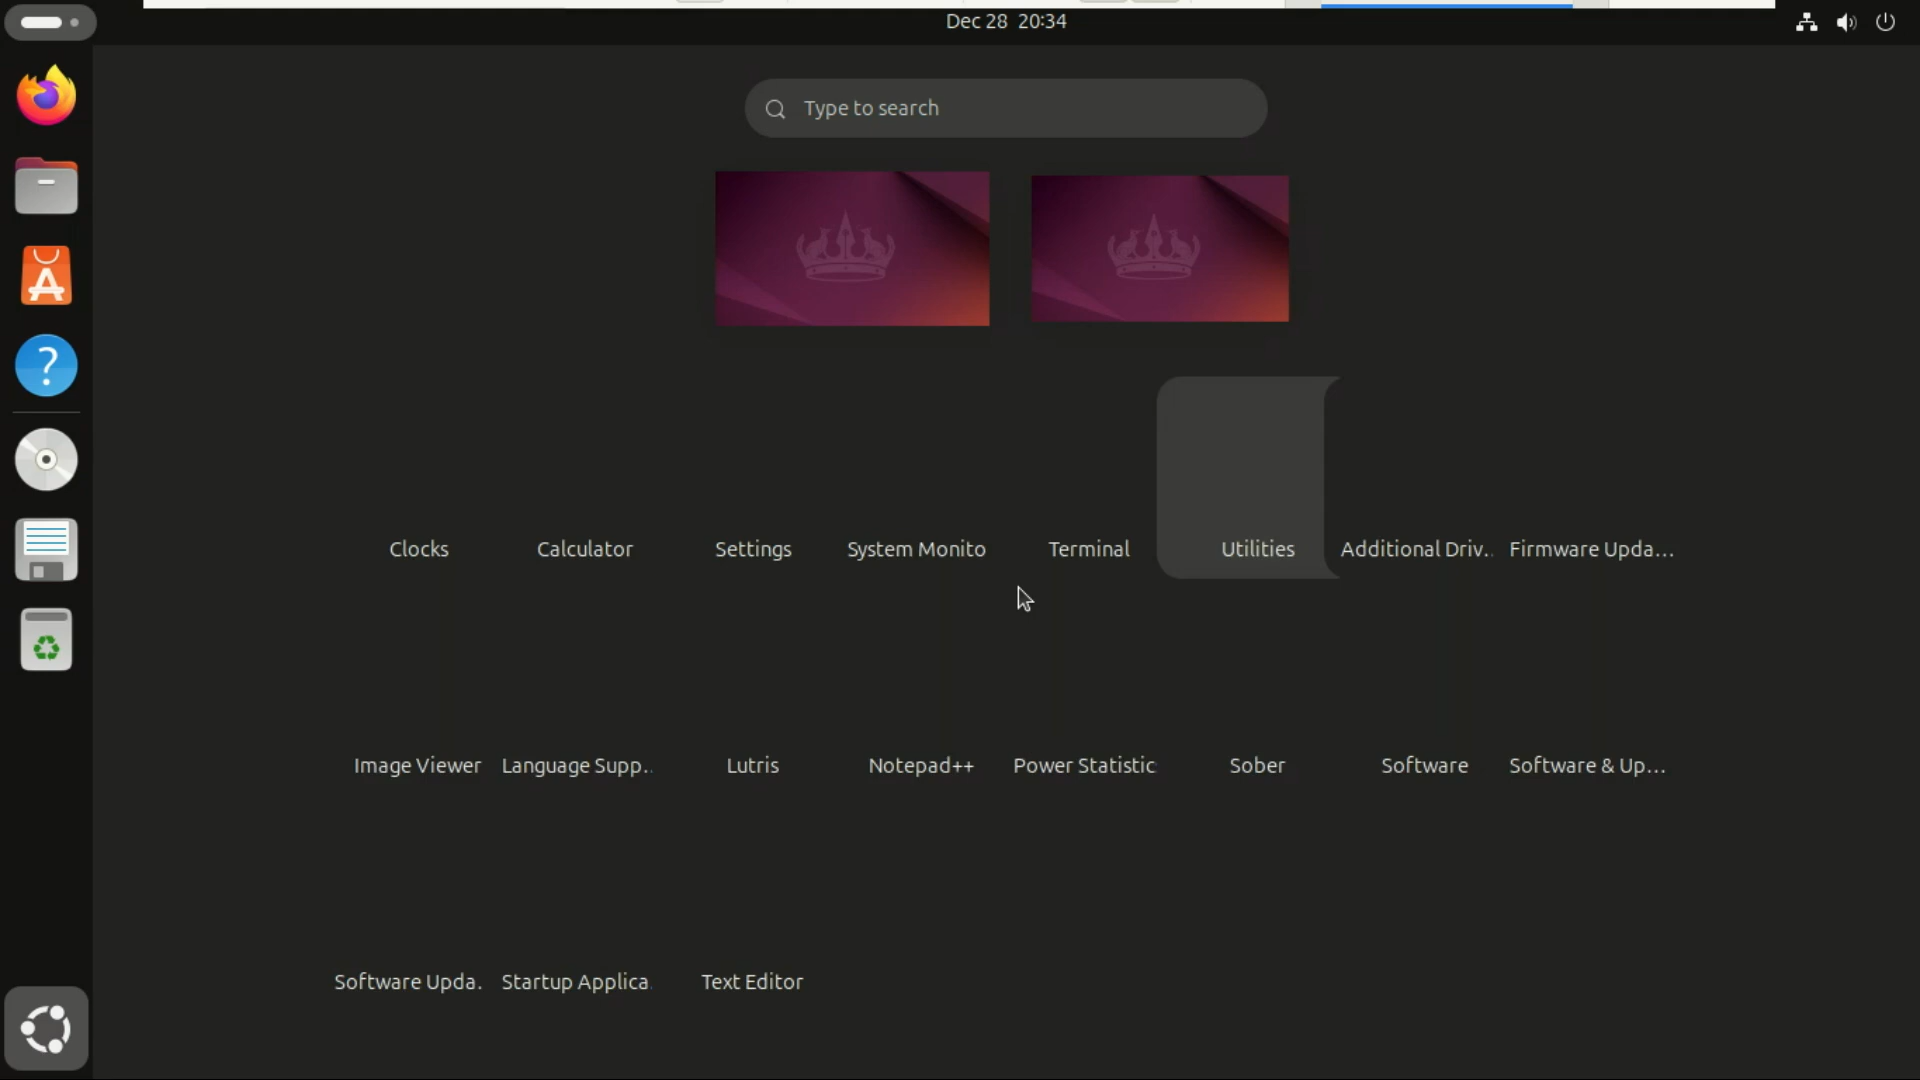 Dec 28 20:34
Type to search
Clocks
Calculator
Settings
System Monito
Terminal
Utilities
Additional Driv..
Firmware Upda...
Image Viewer
Language Supp..
Lutris
Notepad++
Power Statistic
Sober
Software
Software & Up...
Software Upda.
Startup Applica
Text Editor